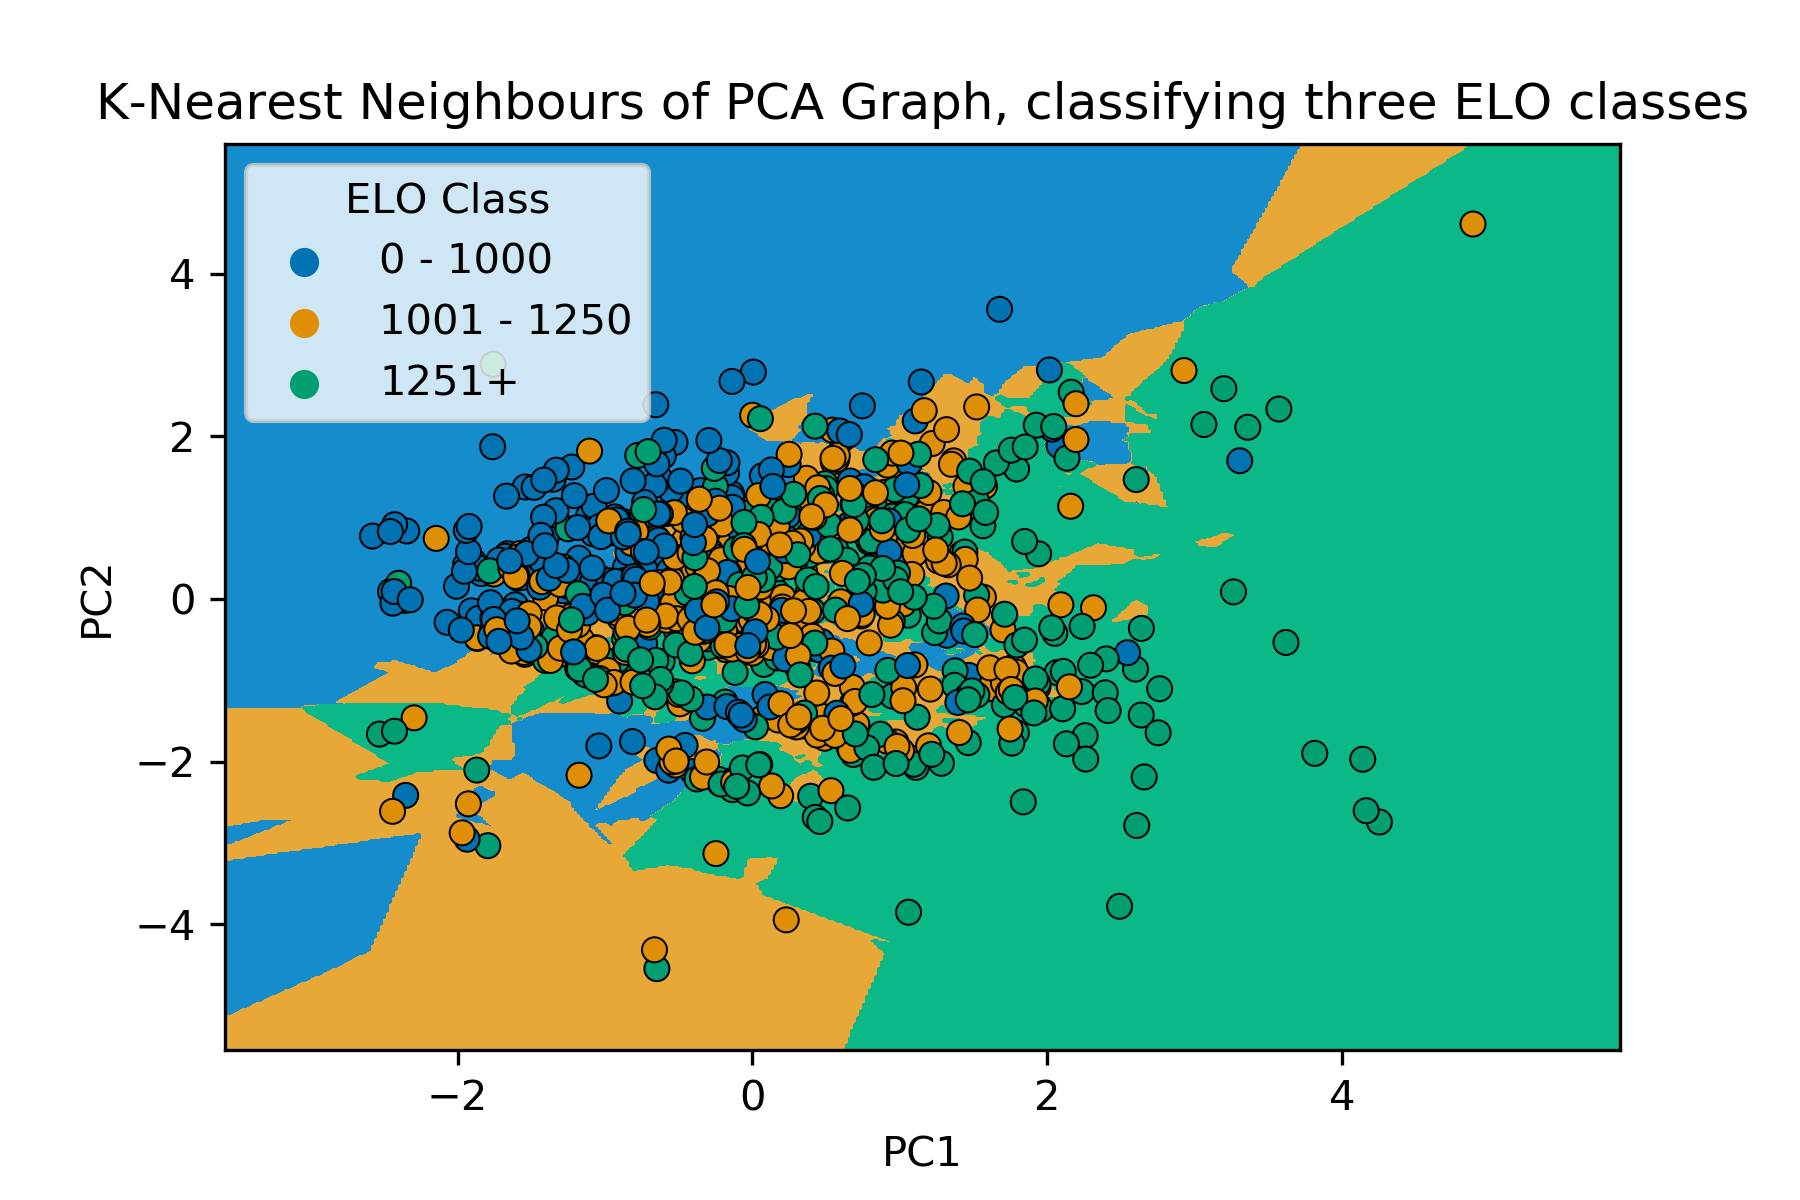 K-Nearest Neighbours of PCA Graph, classifying three ELO classes
ELO Class
0 - 1000
1001 - 1250
1251+
4
2
0
−2
−4
PC2
−2 0 2 4
PC1